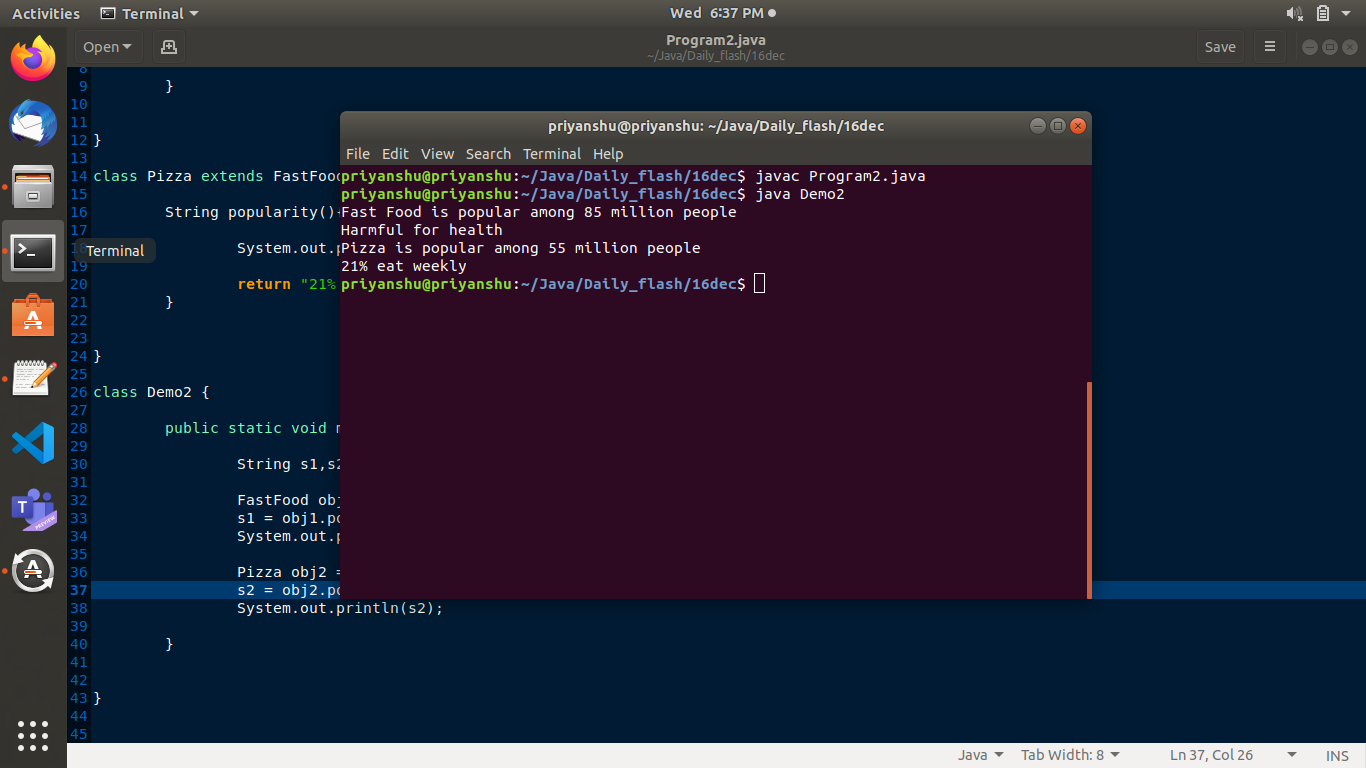 Activities Terminal Wed 6:37 PM
Open Program2.java Save
~/Java/Daily_flash/16dec
8
9 }
10
11
12 }
13
14 class Pizza extends FastFood
15
16 String popularity(){
17
18 System.out.p
19
20 return "21%
21 }
22
23
24 }
25
26 class Demo2 {
27
28 public static void m
29
30 String s1,s2
31
32 FastFood obj
33 s1 = obj1.po
34 System.out.p
35
36 Pizza obj2 =
37 s2 = obj2.po
38 System.out.println(s2);
39
40 }
41
42
43 }
44
45
Terminal
priyanshu@priyanshu: ~/Java/Daily_flash/16dec
File Edit View Search Terminal Help
priyanshu@priyanshu:~/Java/Daily_flash/16dec$ javac Program2.java
priyanshu@priyanshu:~/Java/Daily_flash/16dec$ java Demo2
Fast Food is popular among 85 million people
Harmful for health
Pizza is popular among 55 million people
21% eat weekly
priyanshu@priyanshu:~/Java/Daily_flash/16dec$
T
PREVIEW
Java Tab Width: 8 Ln 37, Col 26 INS